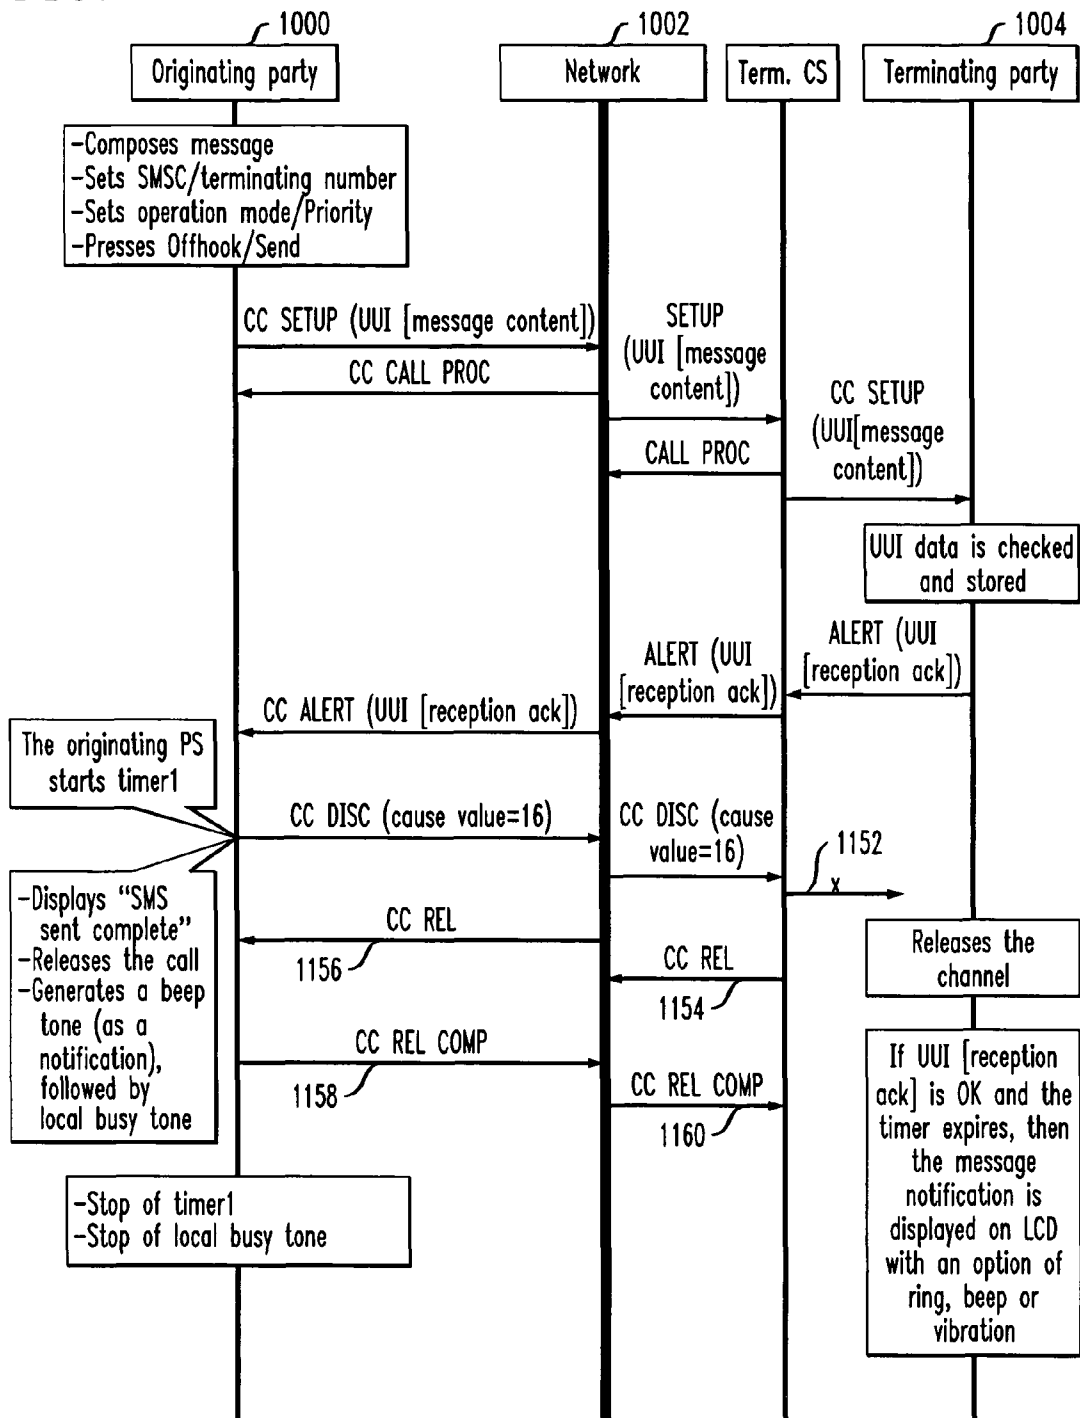 1000
1002
1004
Originating party
Network
Term. CS
Terminating party
-Composes message
-Sets SMSC/terminating number
-Sets operation mode/Priority
-Presses Offhook/Send
CC SETUP (UUI [message content])
CC CALL PROC
SETUP
(UUI [message
content])
CALL PROC
CC SETUP
(UUI[message
content])
UUI data is checked
and stored
ALERT (UUI
[reception ack])
ALERT (UUI
[reception ack])
CC ALERT (UUI [reception ack])
The originating PS
starts timer1
CC DISC (cause value=16)
CC DISC (cause
value=16)
1152
x
-Displays “SMS
sent complete”
-Releases the call
-Generates a beep
tone (as a
notification),
followed by
local busy tone
CC REL
1156
CC REL
1154
Releases the
channel
CC REL COMP
1158
CC REL COMP
1160
If UUI [reception
ack] is OK and the
timer expires, then
the message
notification is
displayed on LCD
with an option of
ring, beep or
vibration
-Stop of timer1
-Stop of local busy tone